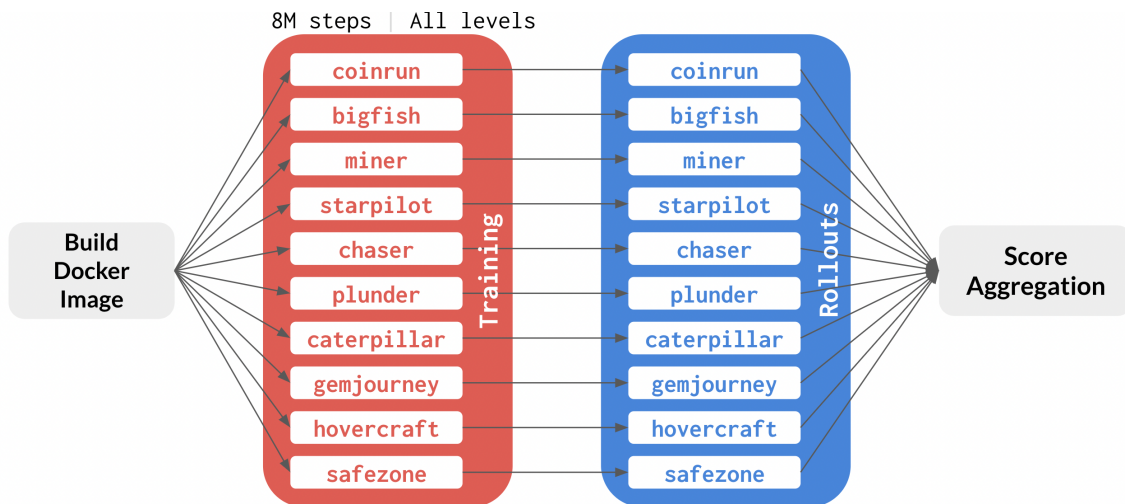 8M steps | All levels
Build
Docker
Image
coinrun
bigfish
miner
starpilot
chaser
plunder
caterpillar
gemjourney
hovercraft
safezone
Training
coinrun
bigfish
miner
starpilot
chaser
plunder
caterpillar
gemjourney
hovercraft
safezone
Rollouts
Score
Aggregation